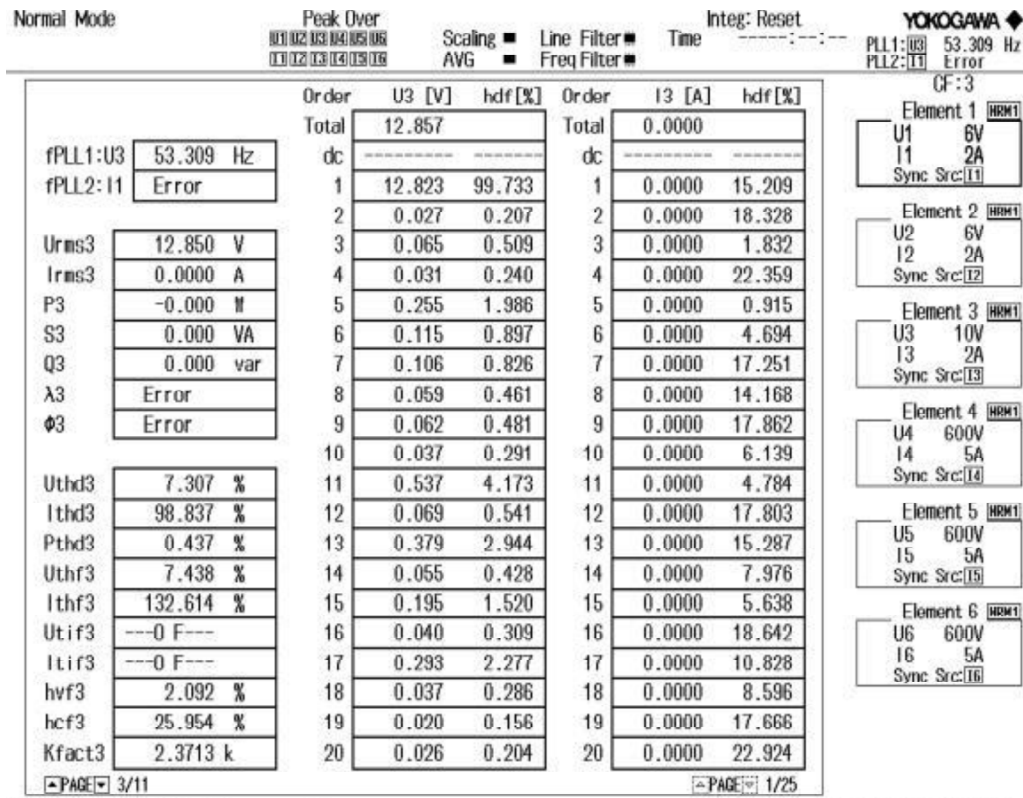 Normal Mode
Peak Over
U1 U2 U3 U4 U5 U6
I1 I2 I3 I4 I5 I6
Scaling
AVG
Line Filter
Freq Filter
Integ: Reset
Time -----:--:--
YOKOGAWA
PLL1: U3 53.309 Hz
PLL2: I1 Error
CF:3
fPLL1:U3 53.309 Hz
fPLL2:I1 Error
Urms3 12.850 V
Irms3 0.0000 A
P3 -0.000 W
S3 0.000 VA
Q3 0.000 var
λ3 Error
Φ3 Error
Uthd3 7.307 %
Ithd3 98.837 %
Pthd3 0.437 %
Uthf3 7.438 %
Ithf3 132.614 %
Utif3 ---O F---
Itif3 ---O F---
hvf3 2.092 %
hcf3 25.954 %
Kfact3 2.3713 k
PAGE 3/11
Order U3 [V] hdf[%] Order I3 [A] hdf[%]
Total 12.857 Total 0.0000
dc --------- ------- dc --------- -------
1 12.823 99.733 1 0.0000 15.209
2 0.027 0.207 2 0.0000 18.328
3 0.065 0.509 3 0.0000 1.832
4 0.031 0.240 4 0.0000 22.359
5 0.255 1.986 5 0.0000 0.915
6 0.115 0.897 6 0.0000 4.694
7 0.106 0.826 7 0.0000 17.251
8 0.059 0.461 8 0.0000 14.168
9 0.062 0.481 9 0.0000 17.862
10 0.037 0.291 10 0.0000 6.139
11 0.537 4.173 11 0.0000 4.784
12 0.069 0.541 12 0.0000 17.803
13 0.379 2.944 13 0.0000 15.287
14 0.055 0.428 14 0.0000 7.976
15 0.195 1.520 15 0.0000 5.638
16 0.040 0.309 16 0.0000 18.642
17 0.293 2.277 17 0.0000 10.828
18 0.037 0.286 18 0.0000 8.596
19 0.020 0.156 19 0.0000 17.666
20 0.026 0.204 20 0.0000 22.924
PAGE 1/25
Element 1 HRM1
U1 6V
I1 2A
Sync Src:I1
Element 2 HRM1
U2 6V
I2 2A
Sync Src:I2
Element 3 HRM1
U3 10V
I3 2A
Sync Src:I3
Element 4 HRM1
U4 600V
I4 5A
Sync Src:I4
Element 5 HRM1
U5 600V
I5 5A
Sync Src:I5
Element 6 HRM1
U6 600V
I6 5A
Sync Src:I6